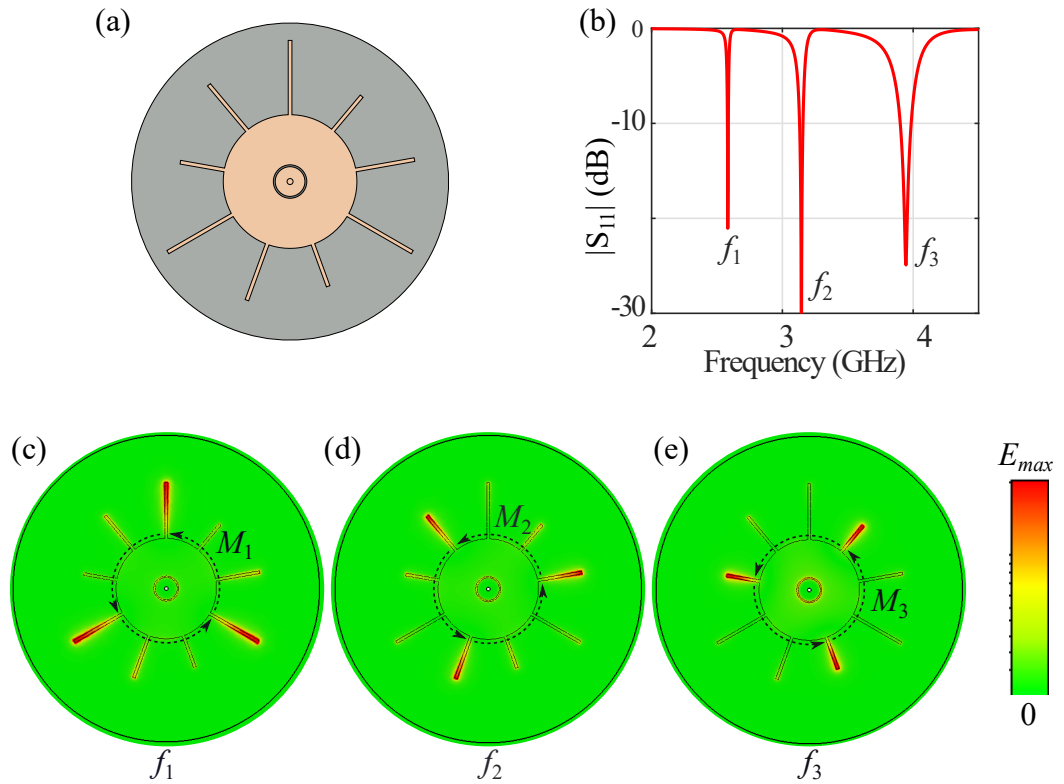 (a)
(b)
0
-10
-30
|S11| (dB)
f1
f2
f3
2
3
4
Frequency (GHz)
(c)
(d)
(e)
M1
M2
M3
Emax
0
f1
f2
f3